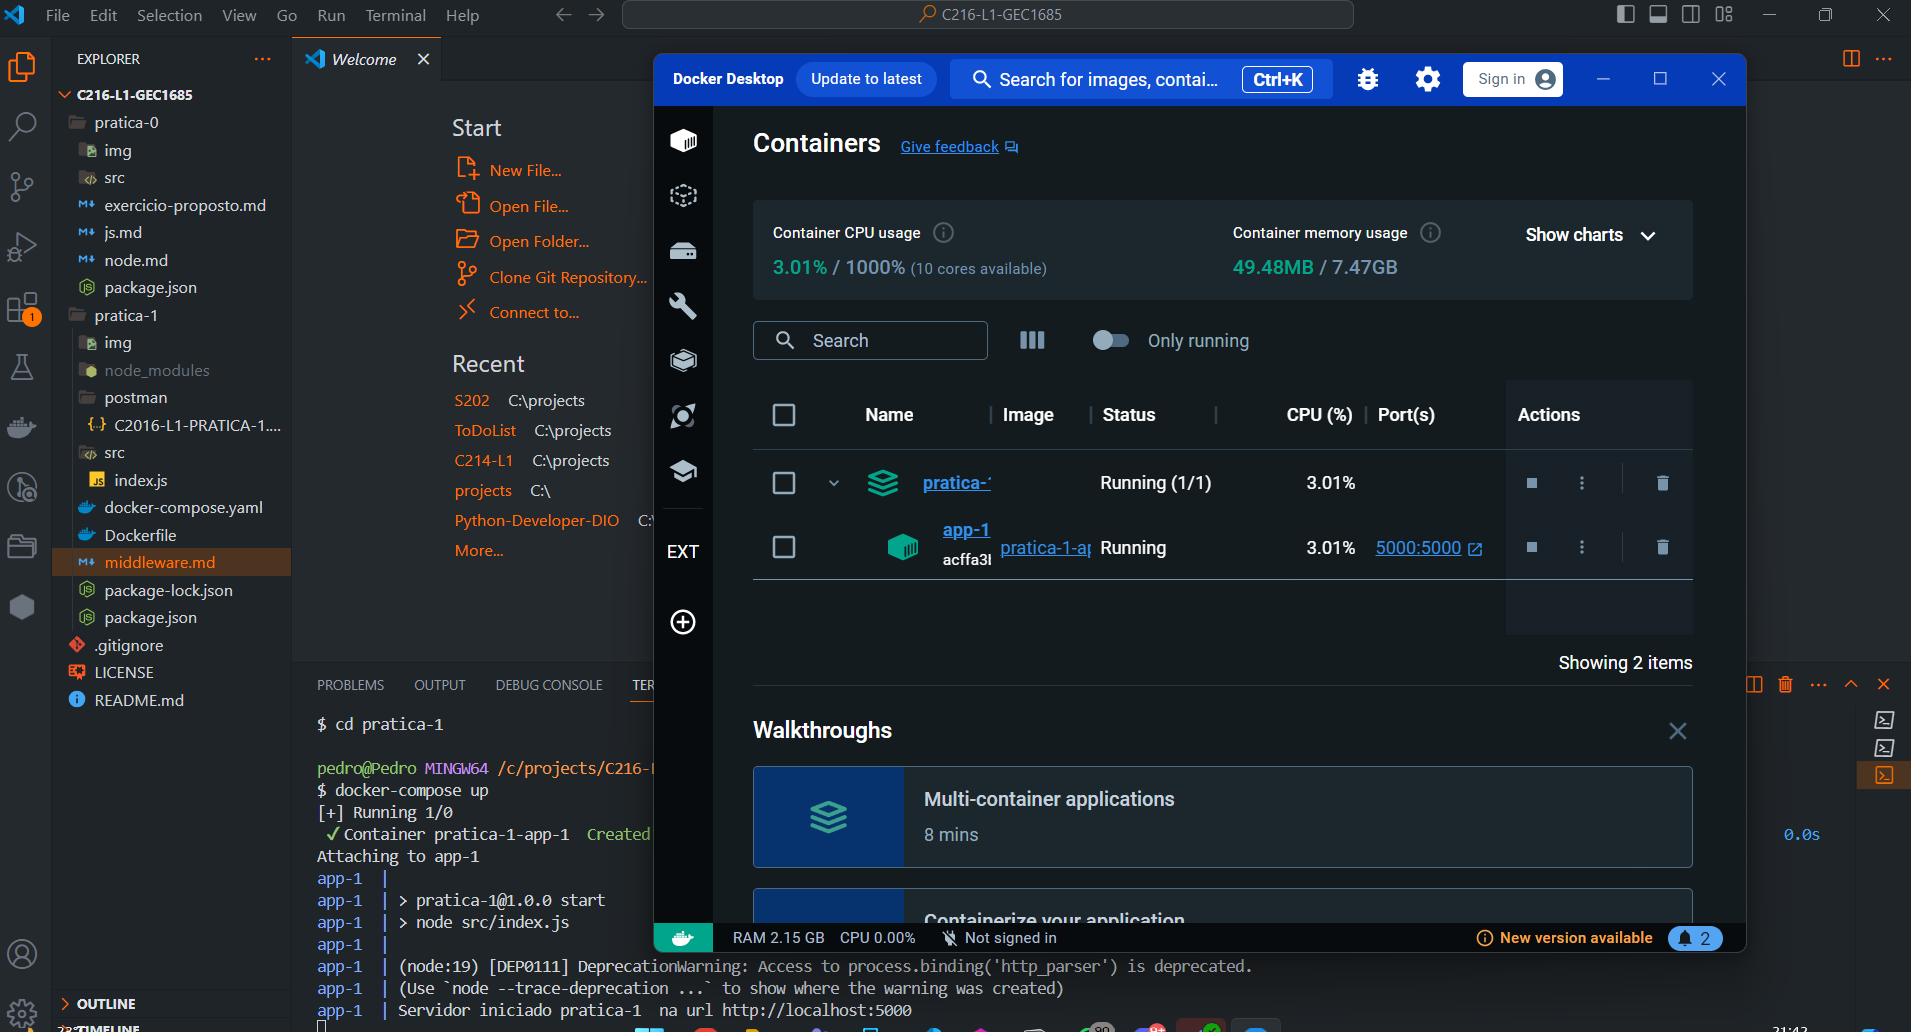 File Edit Selection View Go Run Terminal Help
C216-L1-GEC1685
EXPLORER
Welcome
C216-L1-GEC1685
pratica-0
img
src
exercicio-proposto.md
js.md
node.md
package.json
pratica-1
img
node_modules
postman
C2016-L1-PRATICA-1....
src
index.js
docker-compose.yaml
Dockerfile
middleware.md
package-lock.json
package.json
.gitignore
LICENSE
README.md
OUTLINE
TIMELINE
1
Start
New File...
Open File...
Open Folder...
Clone Git Repository...
Connect to...
Recent
S202 C:\projects
ToDoList C:\projects
C214-L1 C:\projects
projects C:\
Python-Developer-DIO C:\
More...
PROBLEMS OUTPUT DEBUG CONSOLE TER
$ cd pratica-1
pedro@Pedro MINGW64 /c/projects/C216-L
$ docker-compose up
[+] Running 1/0
✓ Container pratica-1-app-1 Created 0.0s
Attaching to app-1
app-1 |
app-1 | > pratica-1@1.0.0 start
app-1 | > node src/index.js
app-1 |
app-1 | (node:19) [DEP0111] DeprecationWarning: Access to process.binding('http_parser') is deprecated.
app-1 | (Use `node --trace-deprecation ...` to show where the warning was created)
app-1 | Servidor iniciado pratica-1 na url http://localhost:5000
Docker Desktop Update to latest Search for images, contai... Ctrl+K Sign in
Containers Give feedback
Container CPU usage
3.01% / 1000% (10 cores available)
Container memory usage
49.48MB / 7.47GB
Show charts
Search Only running
Name Image Status CPU (%) Port(s) Actions
pratica-1 Running (1/1) 3.01%
app-1
acffa3 pratica-1-ap Running 3.01% 5000:5000
EXT
Showing 2 items
Walkthroughs
Multi-container applications
8 mins
Containerize your application
RAM 2.15 GB CPU 0.00% Not signed in New version available 2
21:42